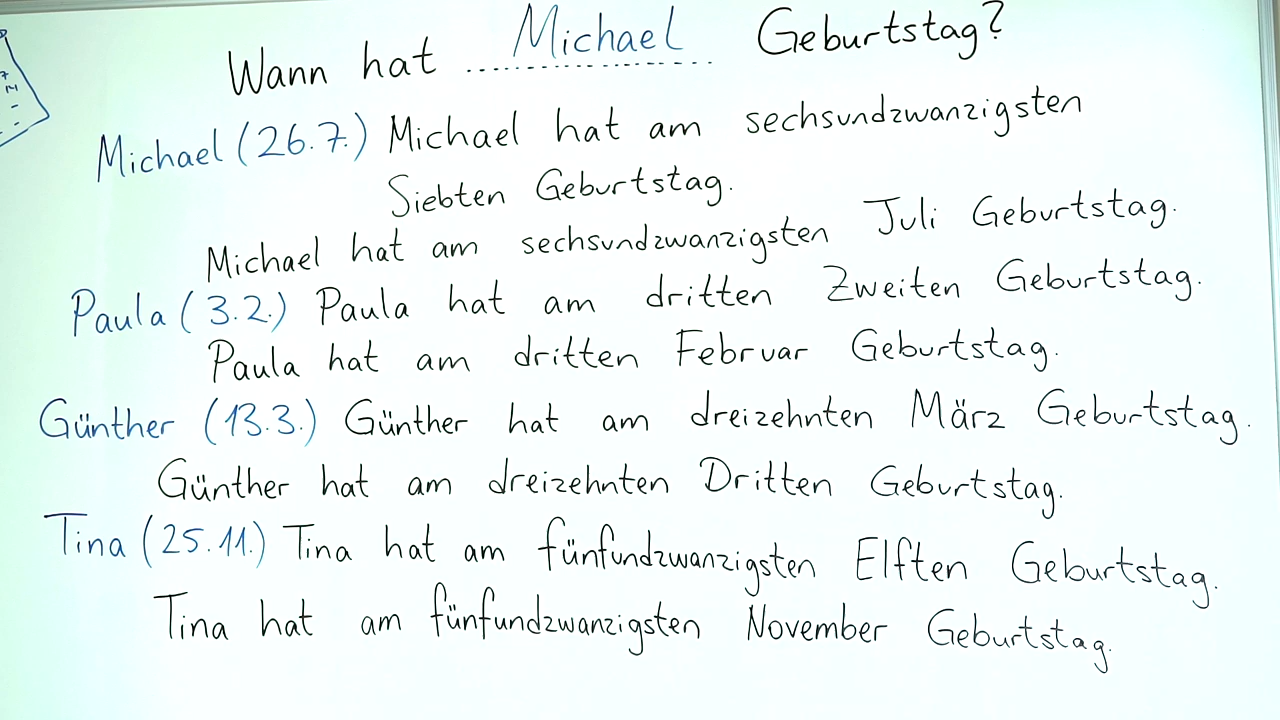 Wann hat Michael Geburtstag?
Michael (26.7.) Michael hat am sechsundzwanzigsten
Siebten Geburtstag.
Michael hat am sechsundzwanzigsten Juli Geburtstag.
Paula (3.2.) Paula hat am dritten Zweiten Geburtstag.
Paula hat am dritten Februar Geburtstag.
Günther (13.3.) Günther hat am dreizehnten März Geburtstag.
Günther hat am dreizehnten Dritten Geburtstag.
Tina (25.11.) Tina hat am fünfundzwanzigsten Elften Geburtstag.
Tina hat am fünfundzwanzigsten November Geburtstag.